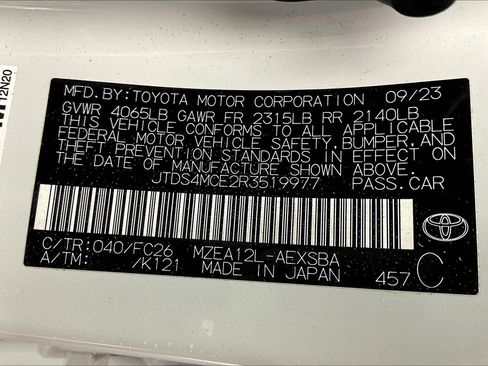 12N20
MFD. BY: TOYOTA MOTOR CORPORATION 09/23
GVWR 4065LB GAWR FR 2315LB RR 2140LB
THIS VEHICLE CONFORMS TO ALL APPLICABLE
FEDERAL MOTOR VEHICLE SAFETY, BUMPER, AND
THEFT PREVENTION STANDARDS IN EFFECT ON
THE DATE OF MANUFACTURE SHOWN ABOVE.
JTDS4MCE2R3519977 PASS. CAR
C/TR: 040/FC26 MZEA12L-AEXSBA
A/TM: /K121 MADE IN JAPAN 457 C